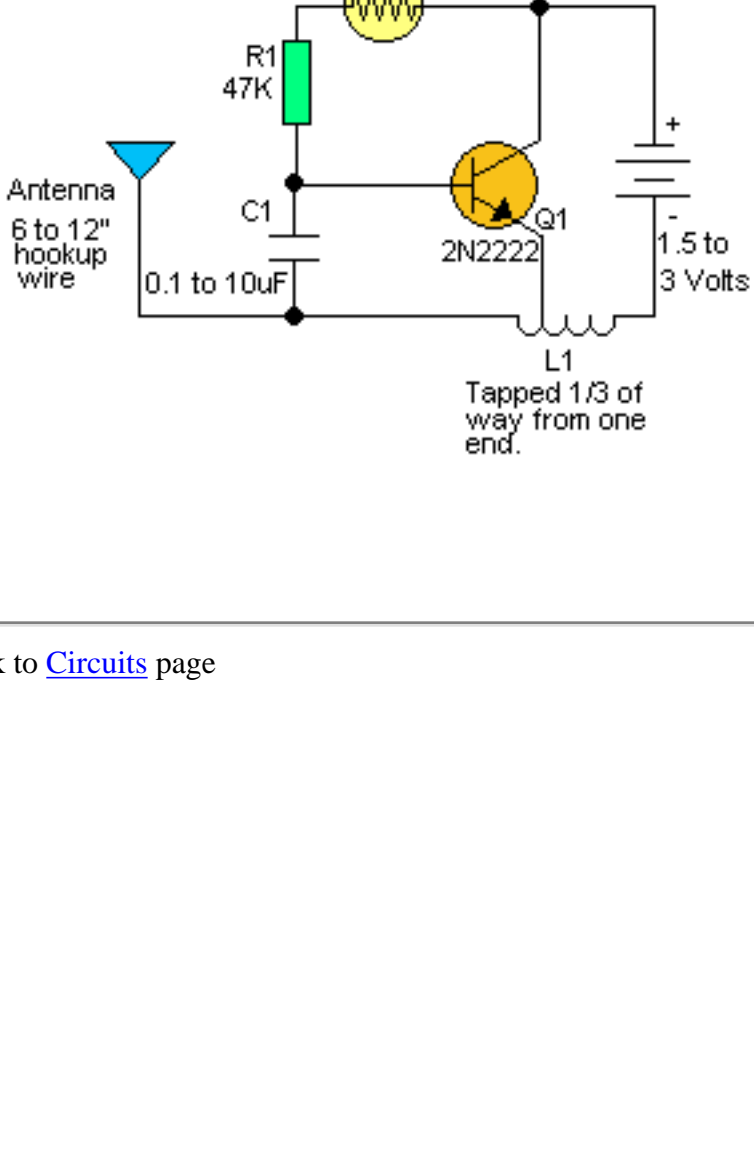 R1
47K
+
Antenna
6 to 12"
hookup
wire
C1
0.1 to 10uF
Q1
2N2222
-
1.5 to
3 Volts
L1
Tapped 1/3 of
way from one
end.
to Circuits page